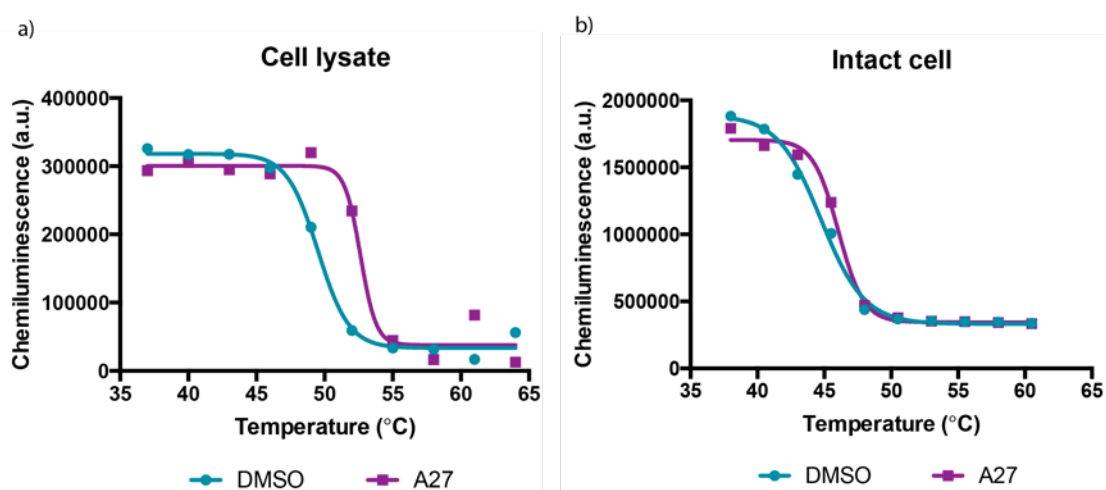 a)
Cell lysate
Chemiluminescence (a.u.)
400000
300000
200000
100000
0
35 40 45 50 55 60 65
Temperature (°C)
DMSO A27
b)
Intact cell
Chemiluminescence (a.u.)
2000000
1500000
1000000
500000
0
35 40 45 50 55 60 65
Temperature (°C)
DMSO A27